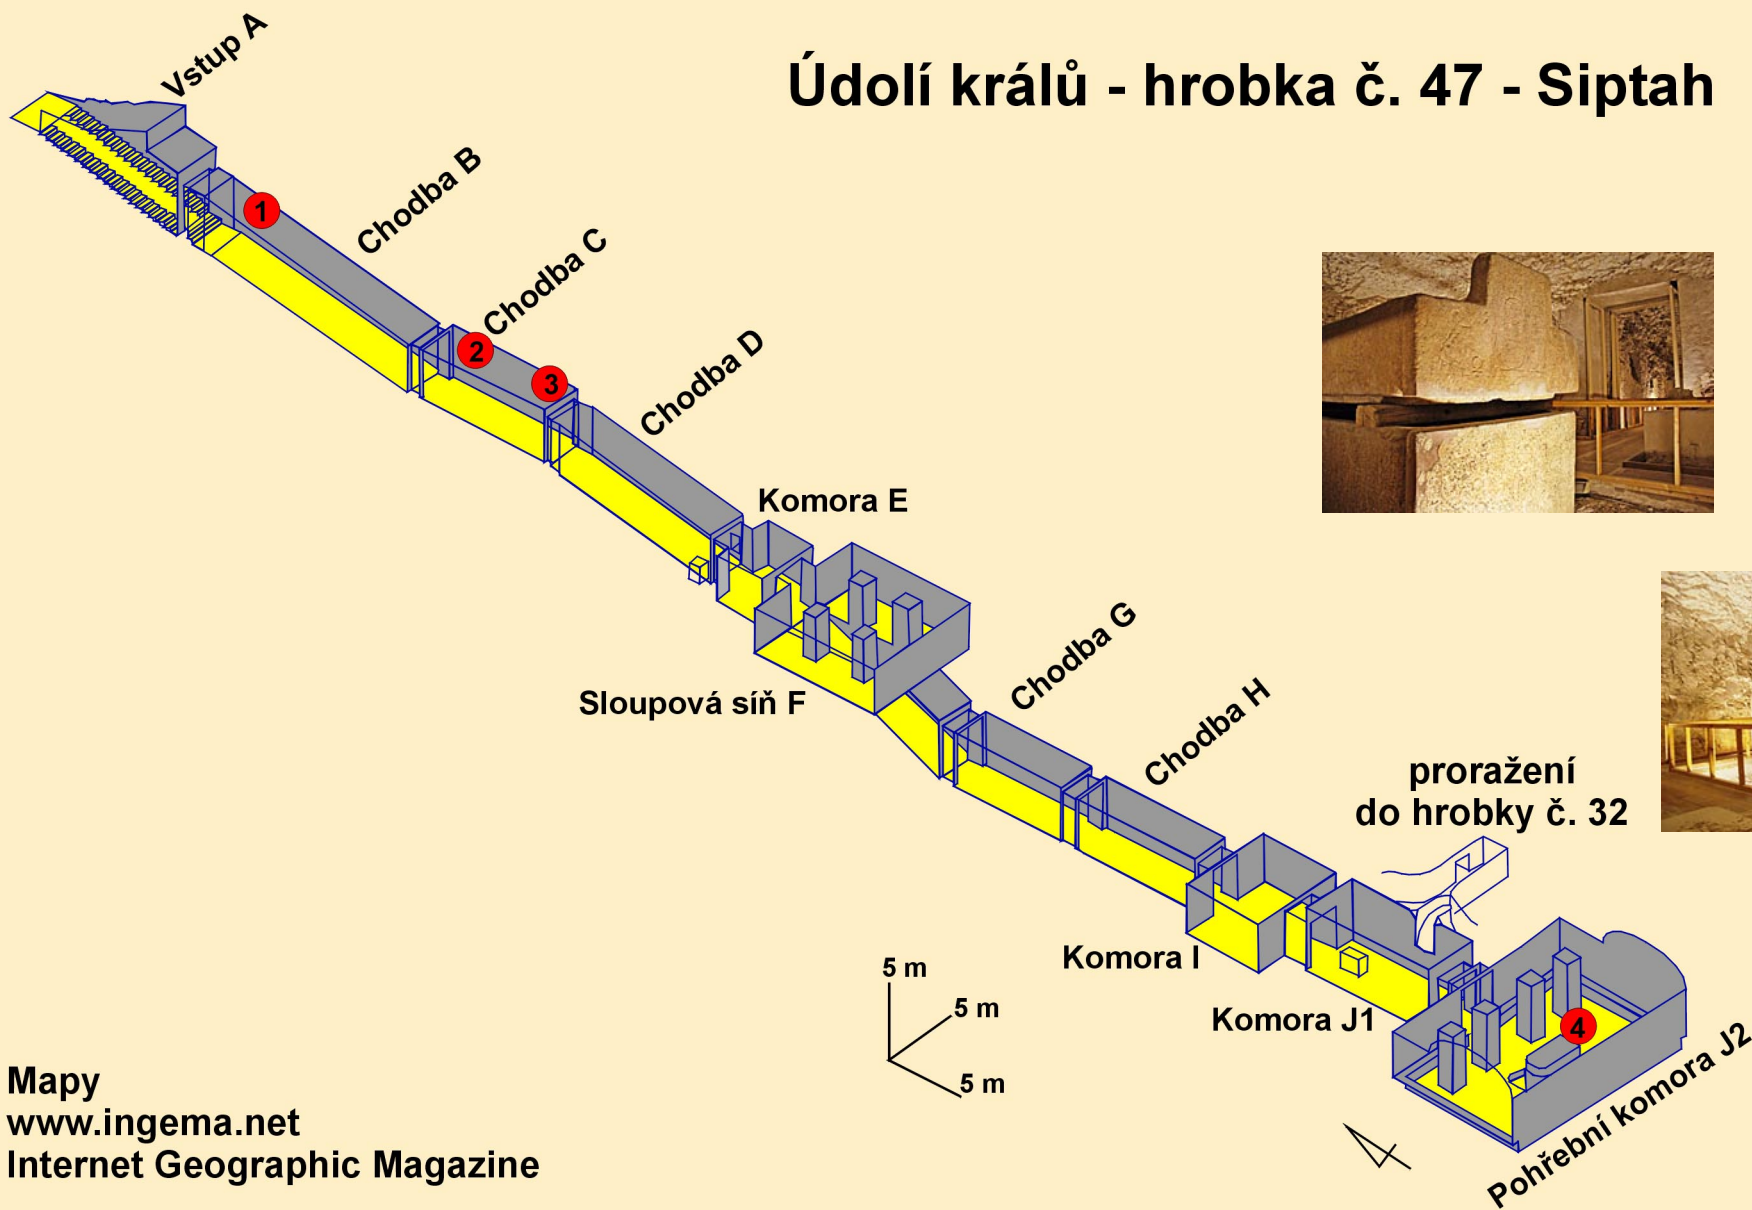 Údolí králů - hrobka č. 47 - Siptah
Vstup A
1
Chodba B
Chodba C
2
3
Chodba D
Komora E
Sloupová síň F
Chodba G
Chodba H
proražení
do hrobky č. 32
Komora I
Komora J1
4
Pohřební komora J2
5 m
5 m
5 m
Mapy
www.ingema.net
Internet Geographic Magazine